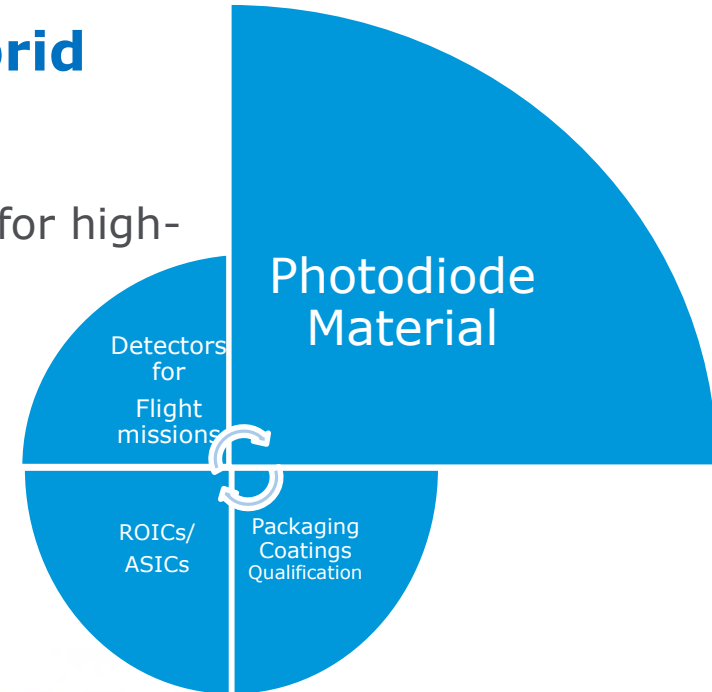 orid
for high-
Photodiode
Material
Detectors
for
Flight
missions
ROICs/
ASICs
Packaging
Coatings
Qualification